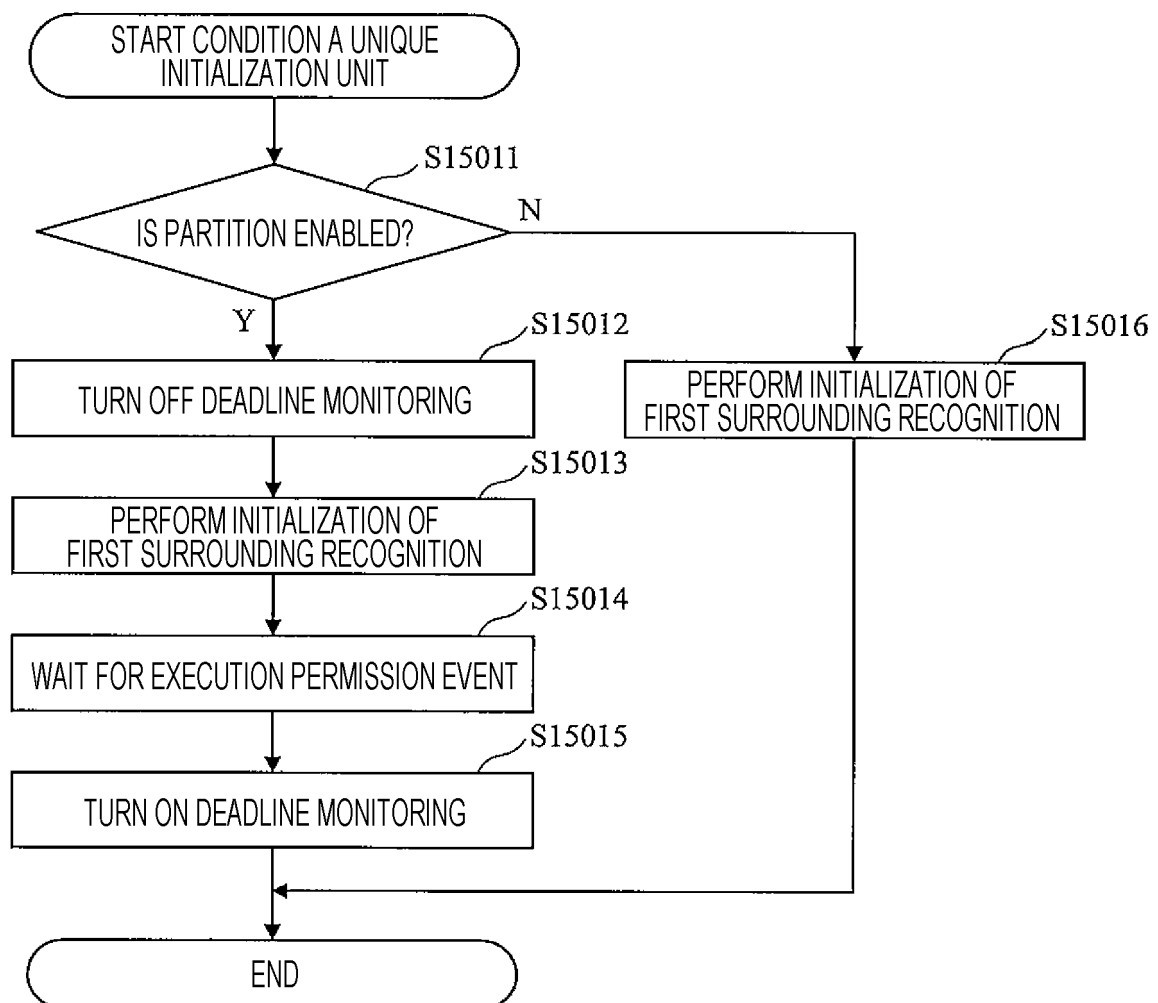 START CONDITION A UNIQUE
INITIALIZATION UNIT
S15011
IS PARTITION ENABLED?
N
Y
S15012
TURN OFF DEADLINE MONITORING
S15016
PERFORM INITIALIZATION OF
FIRST SURROUNDING RECOGNITION
S15013
PERFORM INITIALIZATION OF
FIRST SURROUNDING RECOGNITION
S15014
WAIT FOR EXECUTION PERMISSION EVENT
S15015
TURN ON DEADLINE MONITORING
END